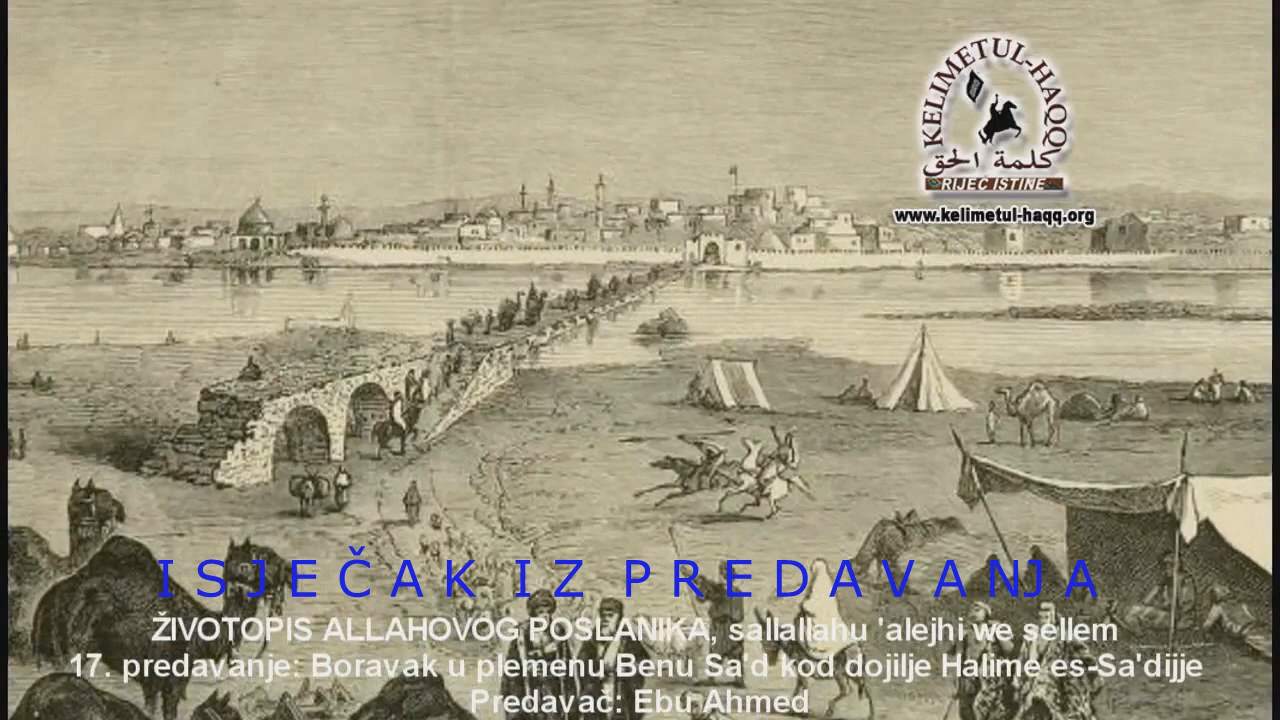 KELIMETUL-HAQQ
كلمة الحق
RIJEČ ISTINE
www.kelimetul-haqq.org
ISJEČAK IZ PREDAVANJA
ŽIVOTOPIS ALLAHOVOG POSLANIKA, sallallahu 'alejhi we sellem
17. predavanje: Boravak u plemenu Benu Sa'd kod dojilje Halime es-Sa'dijje
Predavač: Ebu Ahmed